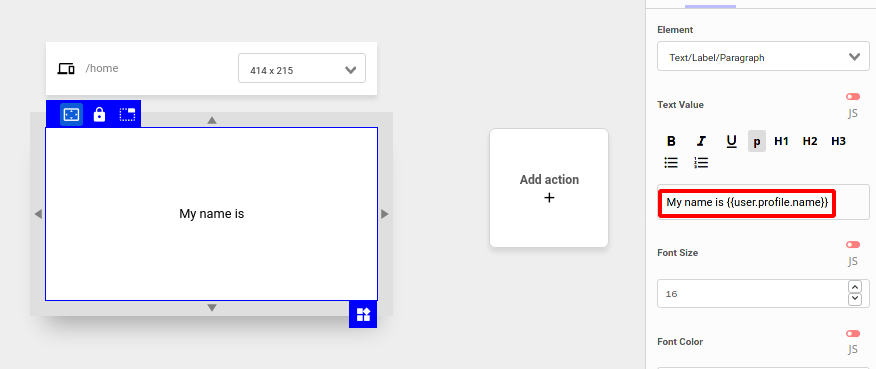 /home
414 x 215
My name is
Add action
+
Element
Text/Label/Paragraph
Text Value
JS
B I U p H1 H2 H3
My name is {{user.profile.name}}
Font Size
JS
16
Font Color
JS